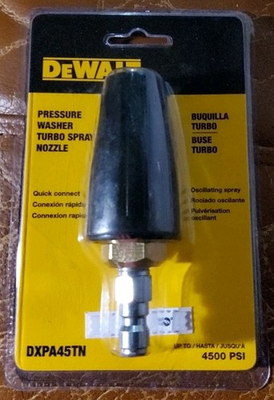 DEWALT
PRESSURE
WASHER
TURBO SPRAY
NOZZLE
BUQUILLA
TURBO
BUSE
TURBO
Quick connect
Conexión rápida
Connexion rapide
Oscillating spray
Rociado oscilante
Pulvérisation
oscillant
DXPA45TN
UP TO / HASTA / JUSQU'À
4500 PSI